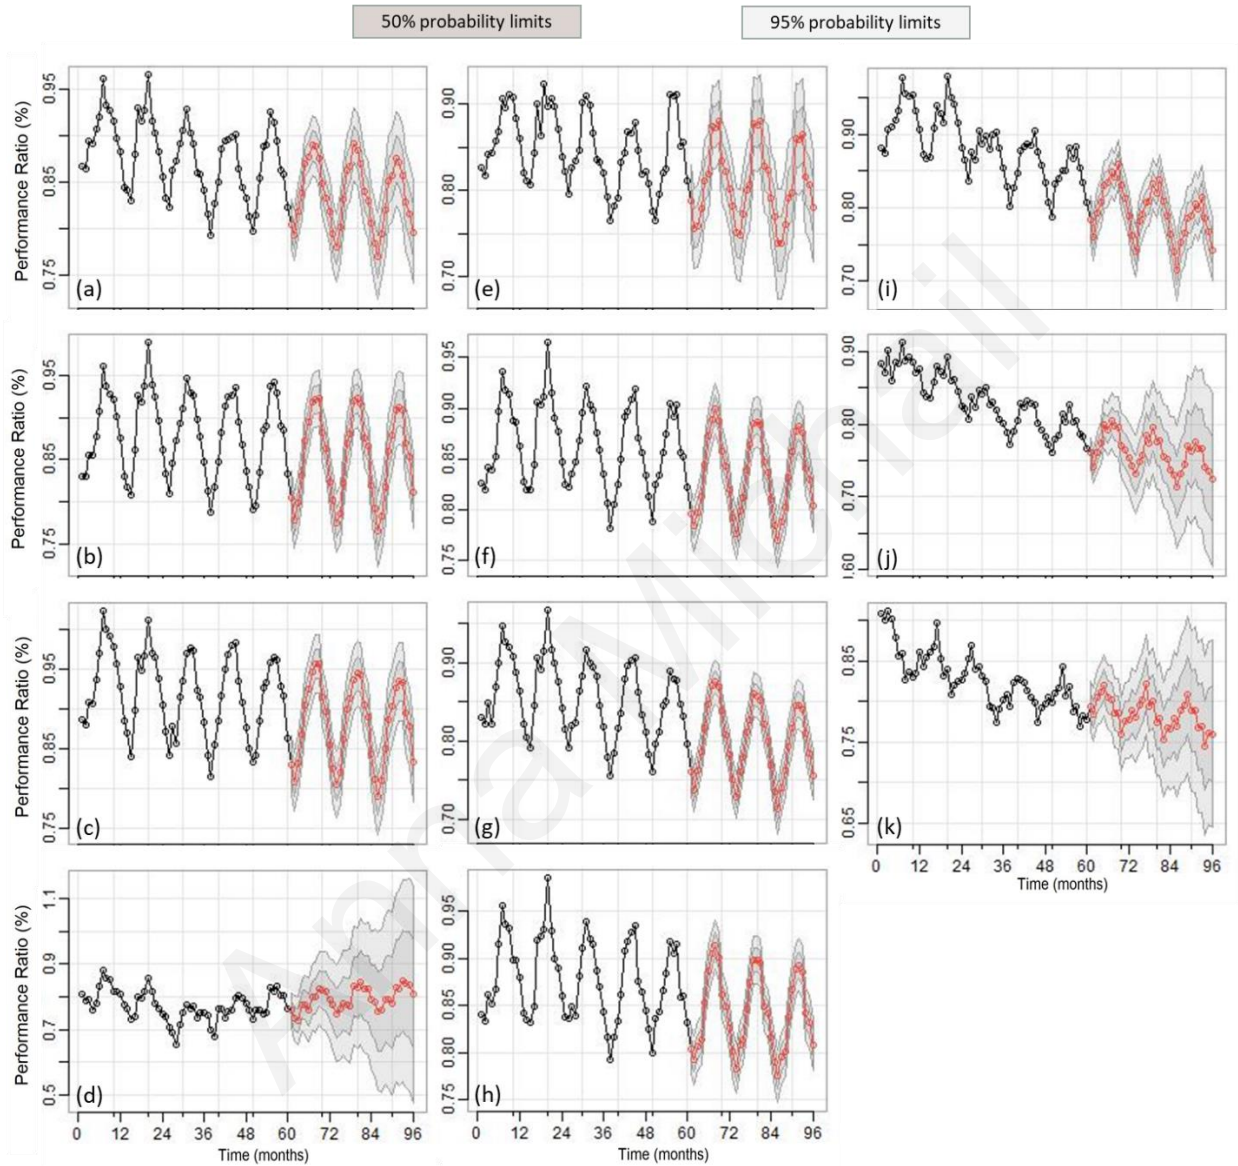 50% probability limits 95% probability limits
Performance Ratio (%)
0.95
0.85
0.75
(a)
0.90
0.80
0.70
(e)
0.90
0.80
0.70
(i)
Performance Ratio (%)
0.95
0.85
0.75
(b)
0.95
0.90
0.85
0.80
0.75
(f)
0.90
0.80
0.70
.60
(j)
Performance Ratio (%)
0.95
0.85
0.75
(c)
0.90
0.80
0.70
(g)
0.85
0.75
0.65
(k)
0 12 24 36 48 60 72 84 96
Time (months)
Performance Ratio (%)
1.1
0.9
0.7
0.5
(d)
0 12 24 36 48 60 72 84 96
Time (months)
0.95
0.90
0.85
0.80
0.75
(h)
0 12 24 36 48 60 72 84 96
Time (months)
Anna Michail